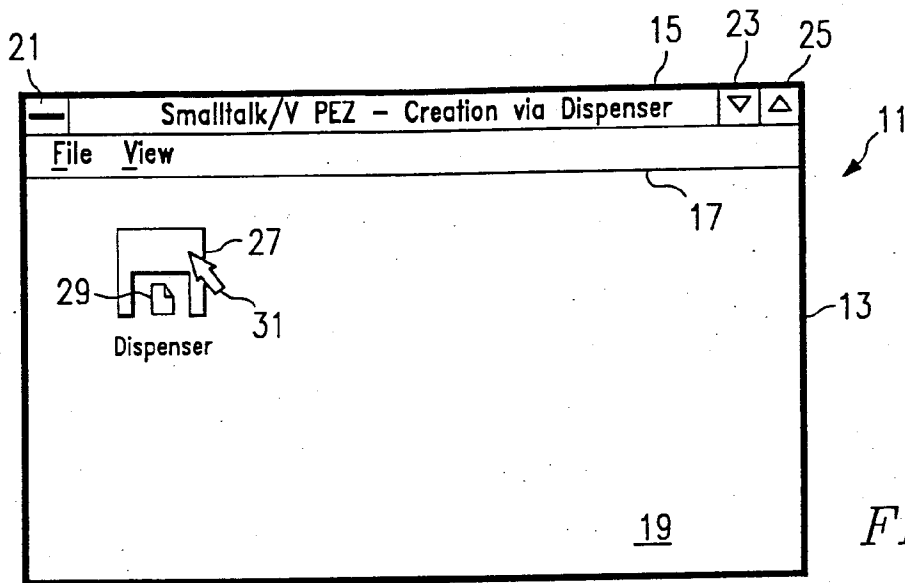 21 15 23 25
Smalltalk/V PEZ – Creation via Dispenser
11
File View
17
27
29
31
13
Dispenser
19